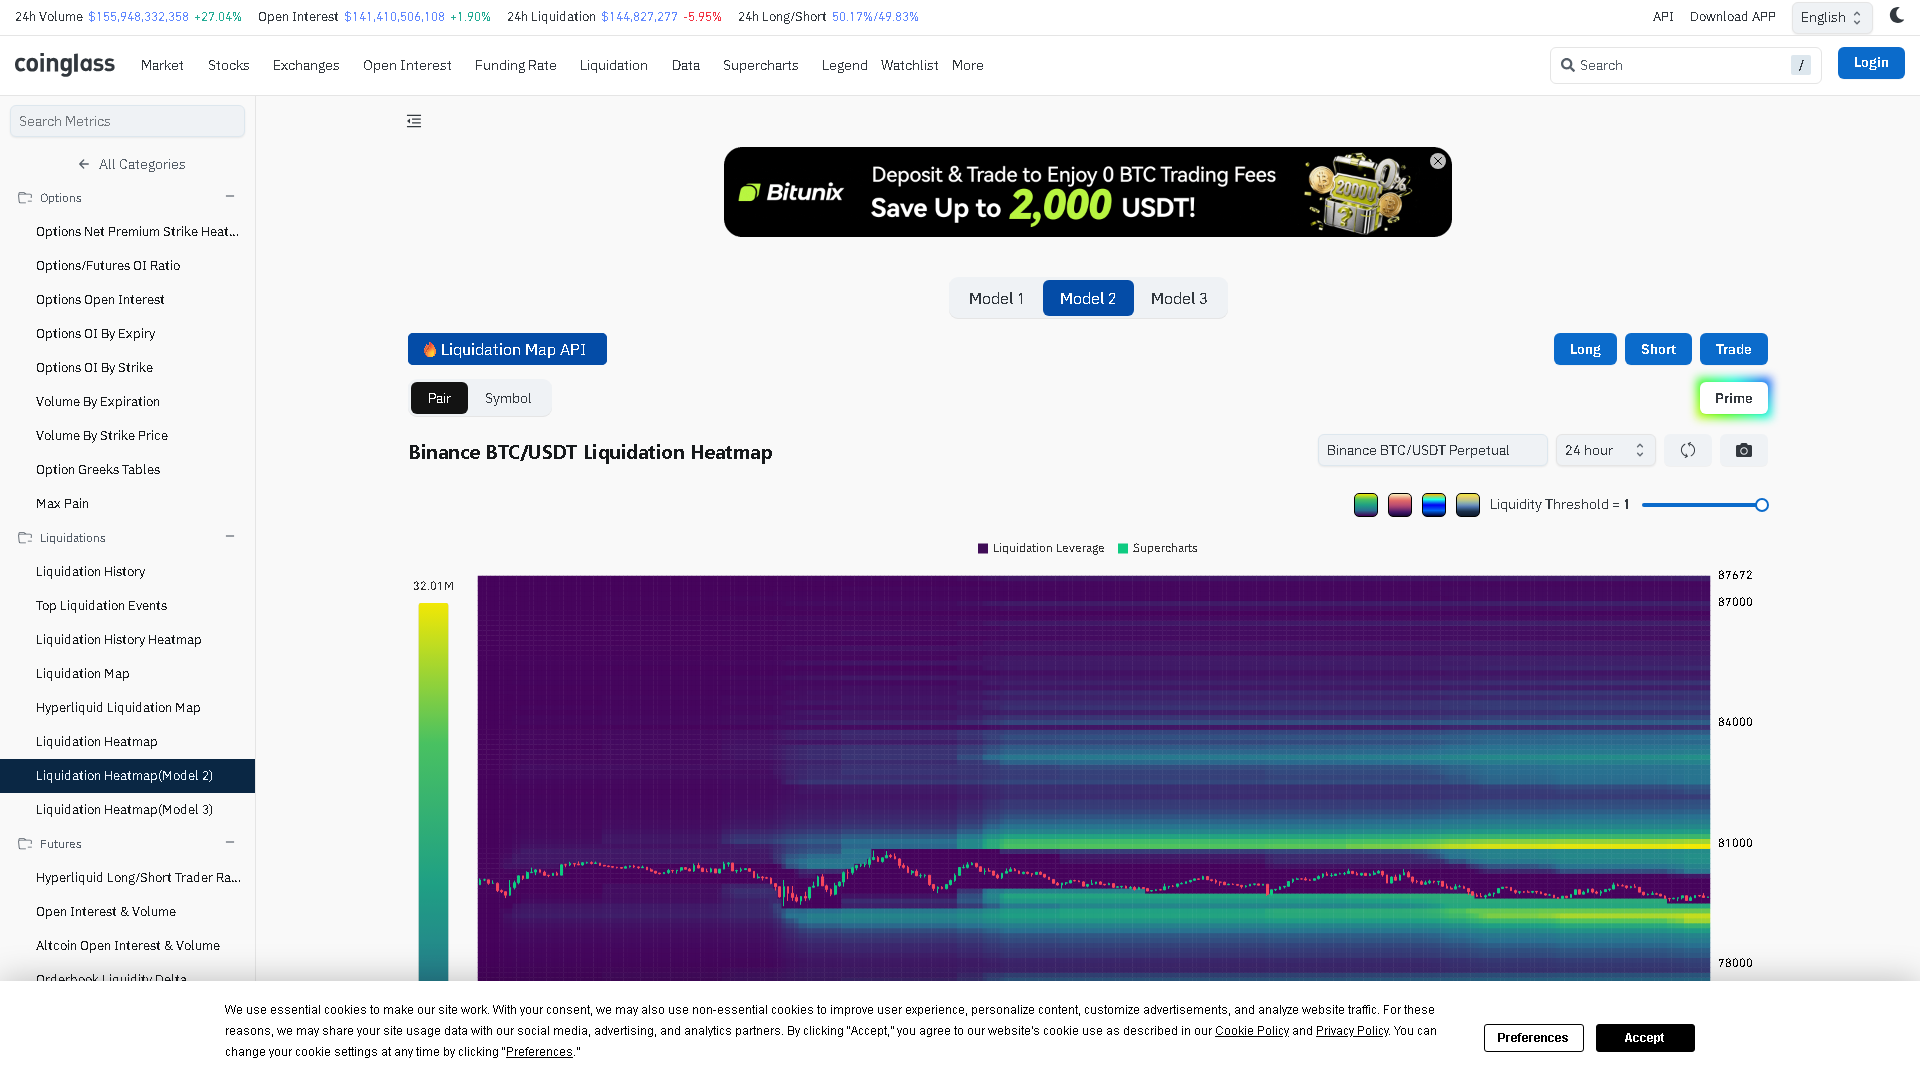 24h Volume $155,948,332,358 +27.04% Open Interest $141,410,506,108 +1.90% 24h Liquidation $144,827,277 -5.95% 24h Long/Short 50.17%/49.83% API Download APP English
coinglass Market Stocks Exchanges Open Interest Funding Rate Liquidation Data Supercharts Legend Watchlist More Search / Login
Search Metrics
All Categories
Options
Options Net Premium Strike Heat...
Options/Futures OI Ratio
Options Open Interest
Options OI By Expiry
Options OI By Strike
Volume By Expiration
Volume By Strike Price
Option Greeks Tables
Max Pain
Liquidations
Liquidation History
Top Liquidation Events
Liquidation History Heatmap
Liquidation Map
Hyperliquid Liquidation Map
Liquidation Heatmap
Liquidation Heatmap(Model 2)
Liquidation Heatmap(Model 3)
Futures
Hyperliquid Long/Short Trader Ra...
Open Interest & Volume
Altcoin Open Interest & Volume
Orderbook Liquidity Delta
Bitunix
Deposit & Trade to Enjoy 0 BTC Trading Fees
Save Up to 2,000 USDT!
2000U
0%
?
Model 1 Model 2 Model 3
Liquidation Map API Long Short Trade
Pair Symbol Prime
Binance BTC/USDT Liquidation Heatmap Binance BTC/USDT Perpetual 24 hour
Liquidity Threshold = 1
Liquidation Leverage Supercharts
32.01M
87672
87000
84000
81000
78000
We use essential cookies to make our site work. With your consent, we may also use non-essential cookies to improve user experience, personalize content, customize advertisements, and analyze website traffic. For these
reasons, we may share your site usage data with our social media, advertising, and analytics partners. By clicking "Accept," you agree to our website's cookie use as described in our Cookie Policy and Privacy Policy. You can
change your cookie settings at any time by clicking "Preferences."
Preferences Accept